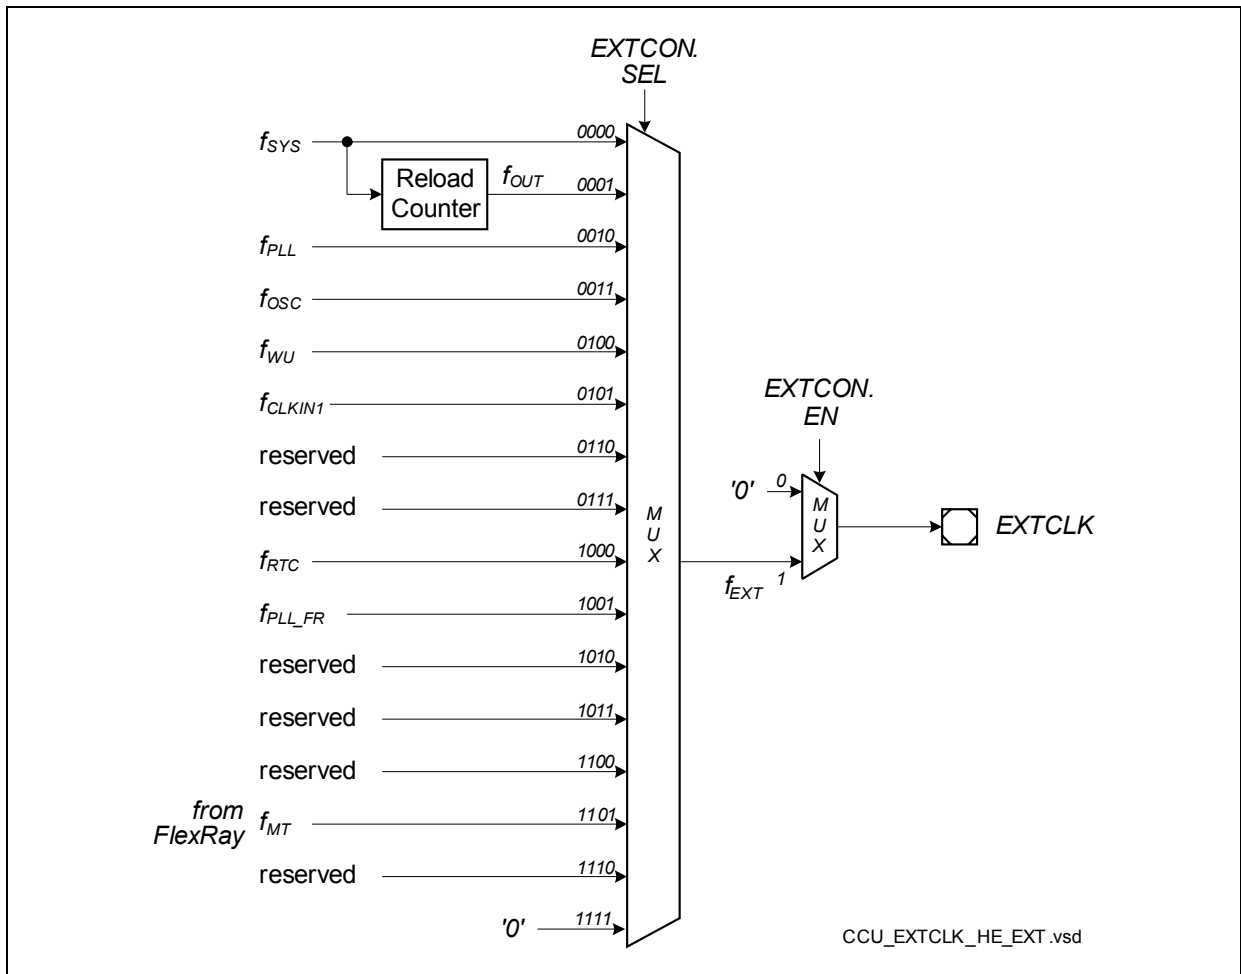 EXTCON.
SEL
fSYS
0000
Reload
Counter
fOUT
0001
fPLL
0010
fOSC
0011
fWU
0100
fCLKIN1
0101
EXTCON.
EN
reserved
0110
reserved
0111
'0'
0
MUX
EXTCLK
MUX
fRTC
1000
fEXT
1
fPLL_FR
1001
reserved
1010
reserved
1011
reserved
1100
from
FlexRay
fMT
1101
reserved
1110
'0'
1111
CCU_EXTCLK_HE_EXT.vsd